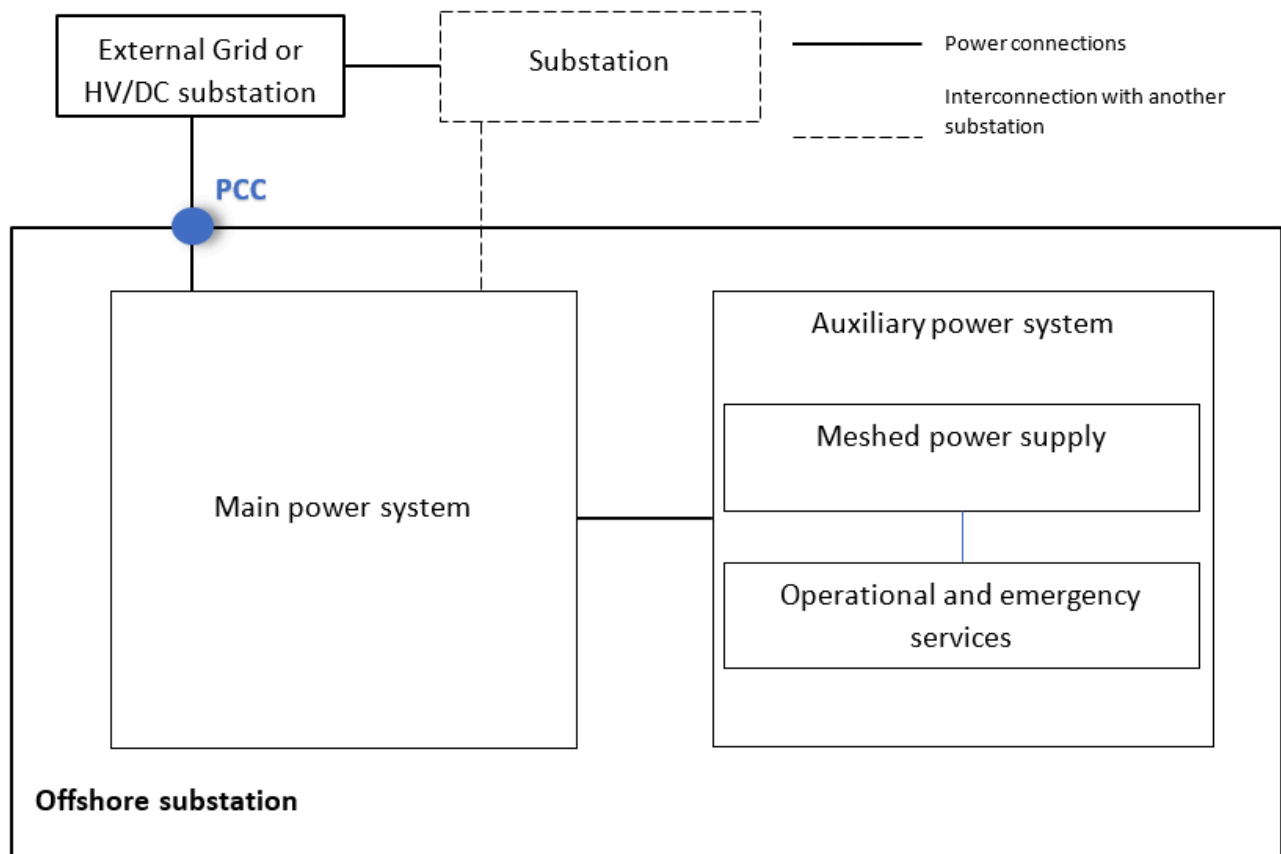 External Grid or
HV/DC substation
Substation
Power connections
Interconnection with another
substation
PCC
Main power system
Auxiliary power system
Meshed power supply
Operational and emergency
services
Offshore substation